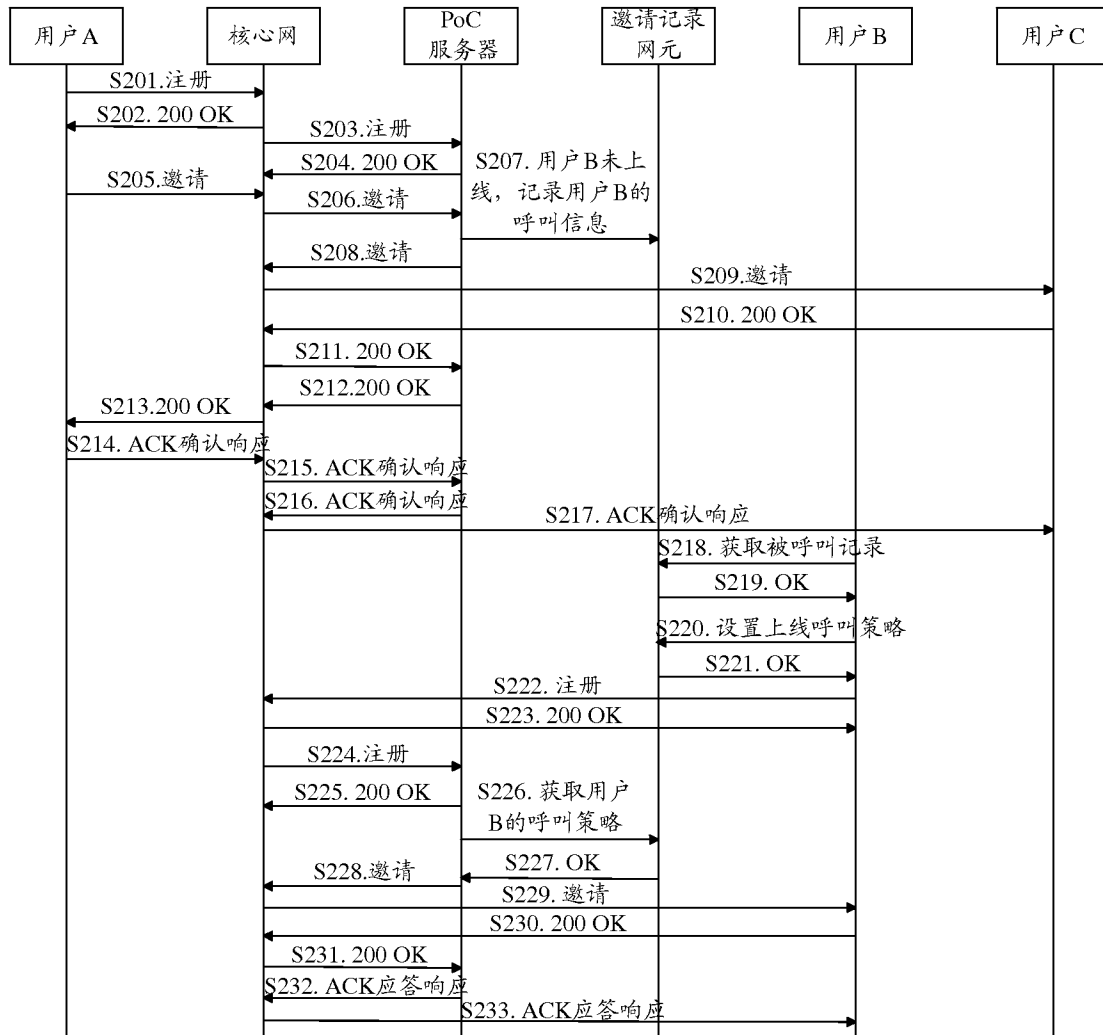 用户A
核心网
PoC
服务器
邀请记录
网元
用户B
用户C
S201.注册
S202. 200 OK
S203.注册
S204. 200 OK
S205.邀请
S206.邀请
S207. 用户B未上
线，记录用户B的
呼叫信息
S208.邀请
S209.邀请
S210. 200 OK
S211. 200 OK
S212.200 OK
S213.200 OK
S214. ACK确认响应
S215. ACK确认响应
S216. ACK确认响应
S217. ACK确认响应
S218. 获取被呼叫记录
S219. OK
S220. 设置上线呼叫策略
S221. OK
S222. 注册
S223. 200 OK
S224.注册
S225. 200 OK
S226. 获取用户
B的呼叫策略
S227. OK
S228.邀请
S229. 邀请
S230. 200 OK
S231. 200 OK
S232. ACK应答响应
S233. ACK应答响应